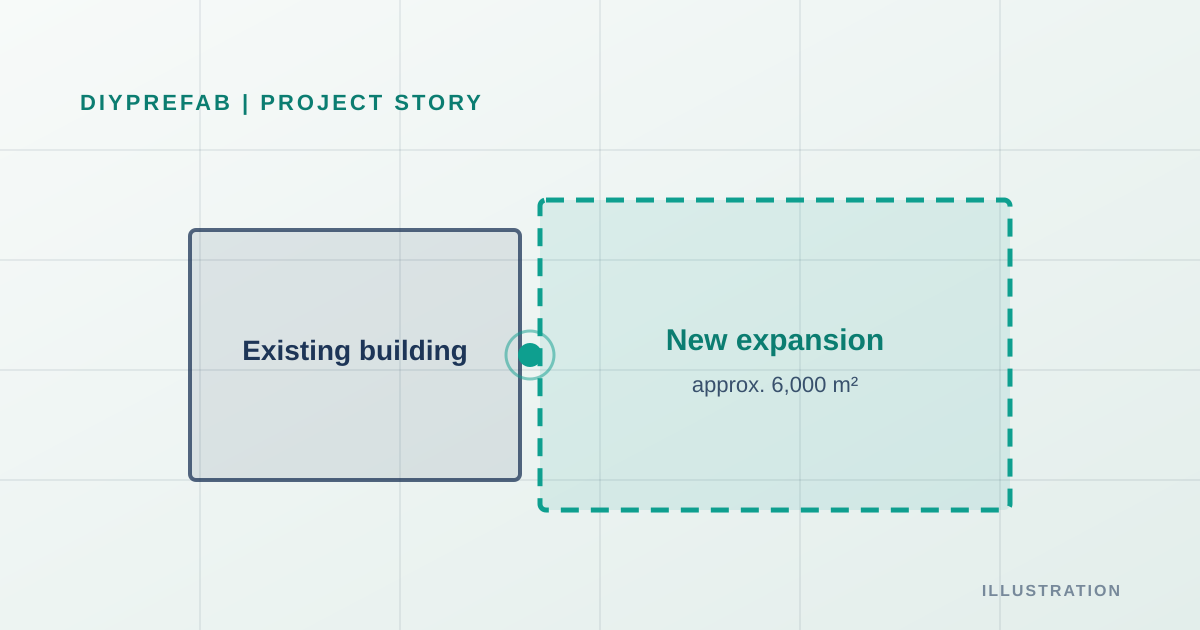 DIYPREFAB | PROJECT STORY
Existing building
New expansion
approx. 6,000 m²
ILLUSTRATION